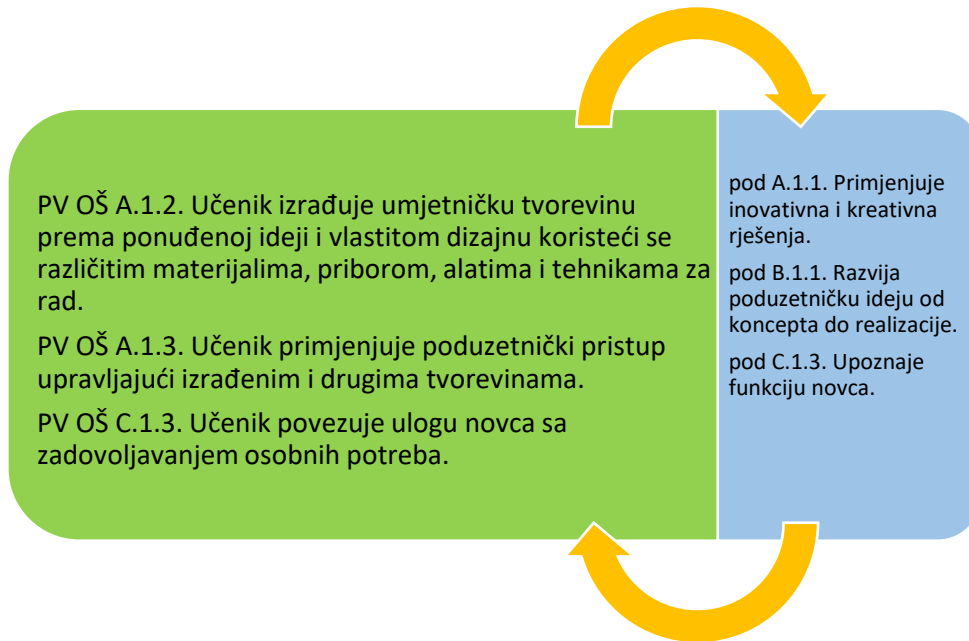 PV OŠ A.1.2. Učenik izrađuje umjetničku tvorevinu
prema ponuđenoj ideji i vlastitom dizajnu koristeći se
različitim materijalima, priborom, alatima i tehnikama za
rad.
PV OŠ A.1.3. Učenik primjenjuje poduzetnički pristup
upravljajući izrađenim i drugima tvorevinama.
PV OŠ C.1.3. Učenik povezuje ulogu novca sa
zadovoljavanjem osobnih potreba.
pod A.1.1. Primjenjuje
inovativna i kreativna
rješenja.
pod B.1.1. Razvija
poduzetničku ideju od
koncepta do realizacije.
pod C.1.3. Upoznaje
funkciju novca.